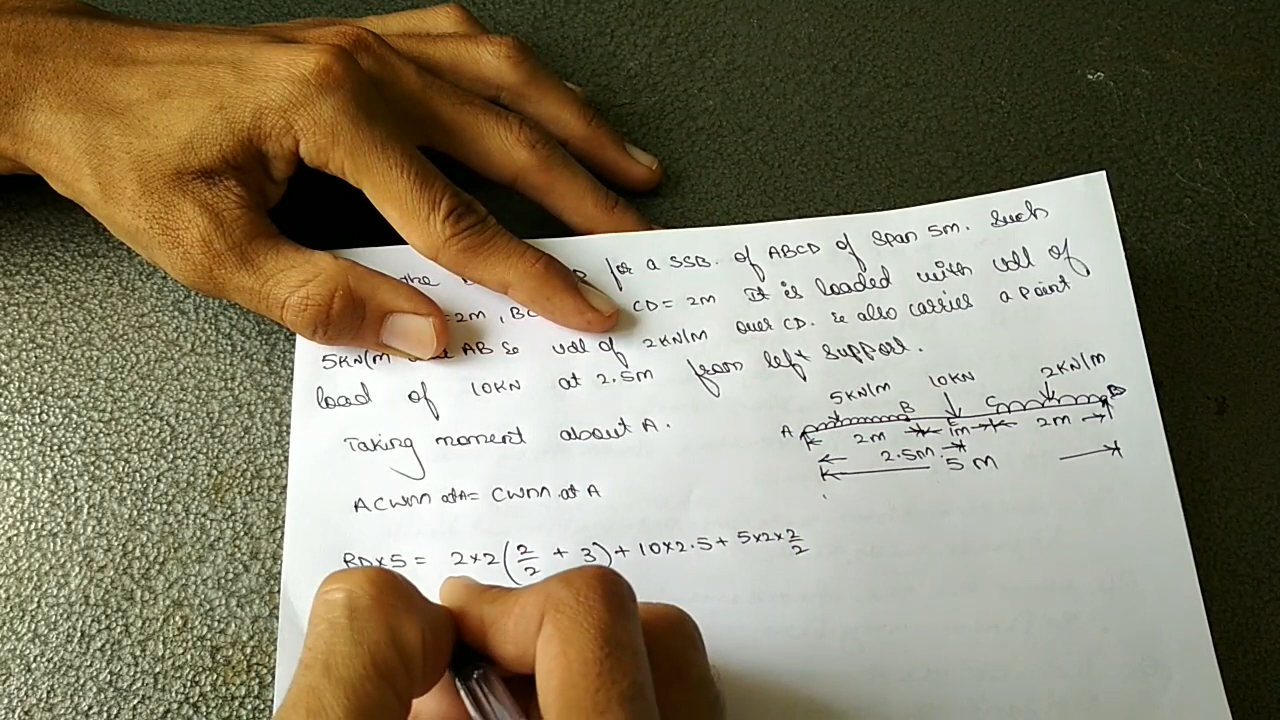 the for a SSB. of ABCD of Span 5m. Such
=2m, BC CD = 2m It is loaded with udl of
5KN/m AB & udl of 2KN/m over CD. & also carries a point
load of 10KN at 2.5m from left Support.
Taking moment about A.
ACWM at A = CWM at A
RD×5 = 2×2(2/2 + 3) + 10×2.5 + 5×2×2/2
5KN/m 10KN 2KN/m
A B E C D
2m 1m 2m
2.5m
5m